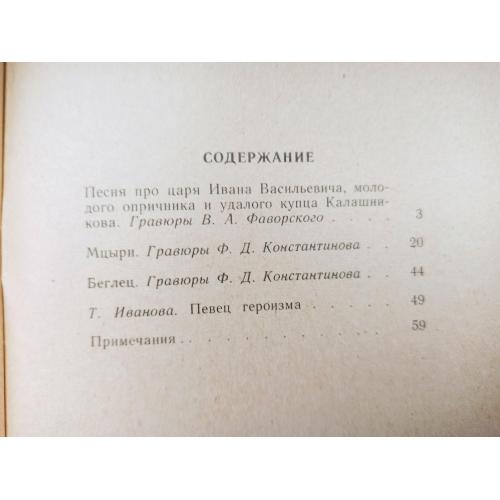 СОДЕРЖАНИЕ
Песня про царя Ивана Васильевича, моло-
дого опричника и удалого купца Калашни-
кова. Гравюры В. А. Фаворского . . . 3
Мцыри. Гравюры Ф. Д. Константинова . . 20
Беглец. Гравюры Ф. Д. Константинова . . 44
Т. Иванова. Певец героизма . . . . . 49
Примечания . . . . . . . . . . 59